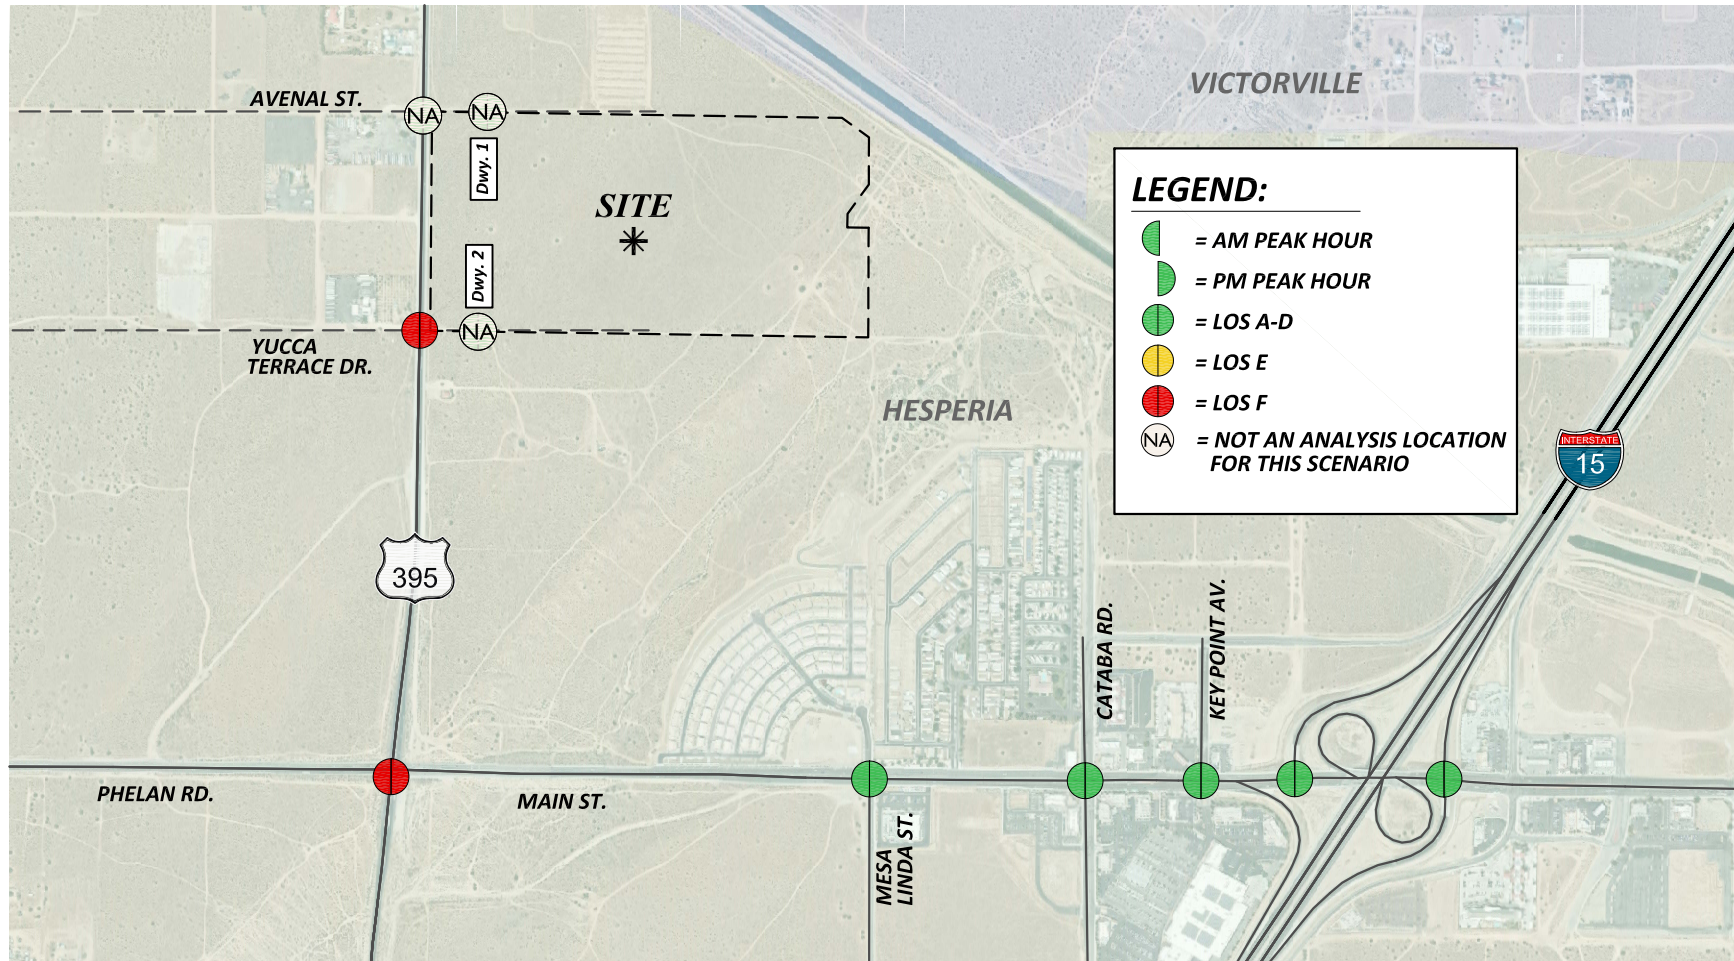 VICTORVILLE
AVENAL ST.
NA
NA
Dwy. 1
SITE
Dwy. 2
NA
YUCCA
TERRACE DR.
HESPERIA
LEGEND:
= AM PEAK HOUR
= PM PEAK HOUR
= LOS A-D
= LOS E
= LOS F
NA
= NOT AN ANALYSIS LOCATION
FOR THIS SCENARIO
INTERSTATE
15
395
CATABA RD.
KEY POINT AV.
PHELAN RD.
MAIN ST.
MESA
LINDA ST.